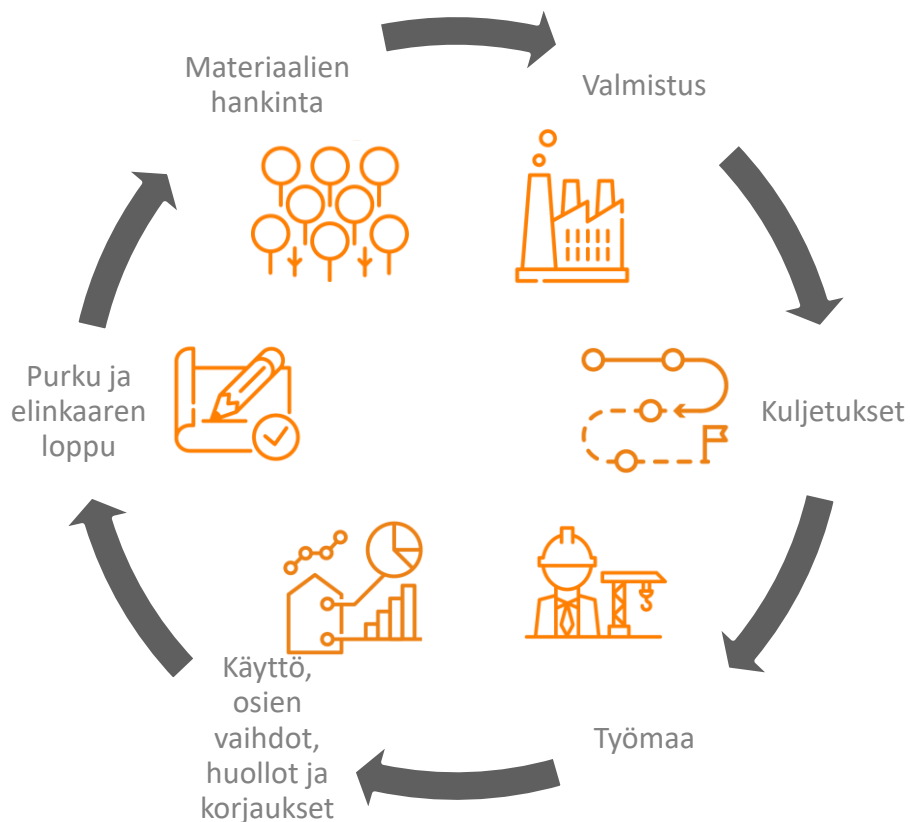 Materiaalien
hankinta
Valmistus
Kuljetukset
Työmaa
Käyttö,
osien
vaihdot,
huollot ja
korjaukset
Purku ja
elinkaaren
loppu